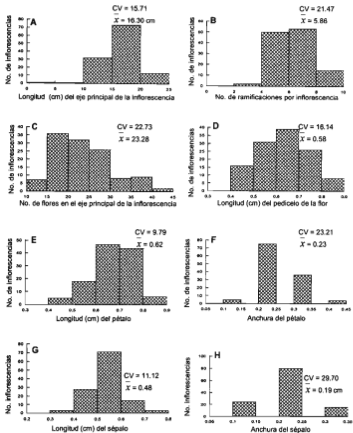 A
CV = 15.71
x̄ = 16.30 cm
No. de inflorescencias
Longitud (cm) del eje principal de la inflorescencia
B
CV = 21.47
x̄ = 5.86
No. de inflorescencias
No. de ramificaciones por inflorescencia
C
CV = 22.73
x̄ = 23.28
No. de inflorescencias
No. de flores en el eje principal de la inflorescencia
D
CV = 16.14
x̄ = 0.58
No. de inflorescencias
Longitud (cm) del pedicelo de la flor
E
CV = 9.79
x̄ = 0.62
No. de inflorescencias
Longitud (cm) del pétalo
F
CV = 23.21
x̄ = 0.23
No. de inflorescencias
Anchura del pétalo
G
CV = 11.12
x̄ = 0.48
No. de inflorescencias
Longitud (cm) del sépalo
H
CV = 29.70
x̄ = 0.19 cm
No. de inflorescencias
Anchura del sépalo